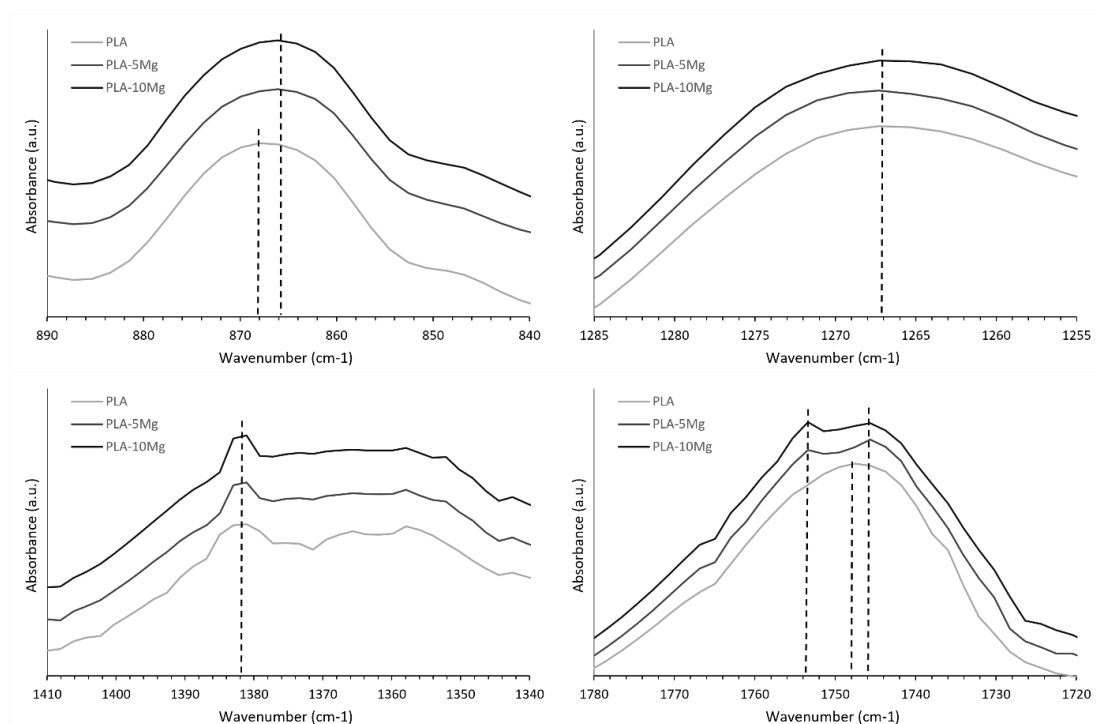 PLA
PLA-5Mg
PLA-10Mg
Absorbance (a.u.)
890 880 870 860 850 840
Wavenumber (cm-1)
PLA
PLA-5Mg
PLA-10Mg
Absorbance (a.u.)
1285 1280 1275 1270 1265 1260 1255
Wavenumber (cm-1)
PLA
PLA-5Mg
PLA-10Mg
Absorbance (a.u.)
1410 1400 1390 1380 1370 1360 1350 1340
Wavenumber (cm-1)
PLA
PLA-5Mg
PLA-10Mg
Absorbance (a.u.)
1780 1770 1760 1750 1740 1730 1720
Wavenumber (cm-1)